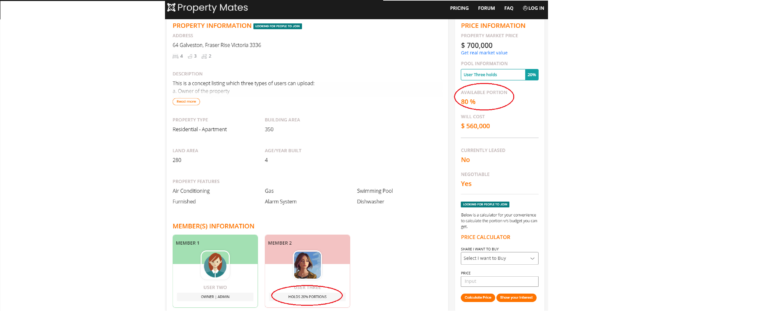 Property Mates
PRICING
FORUM
FAQ
LOG IN
PROPERTY INFORMATION
LOOKING FOR PEOPLE TO JOIN
ADDRESS
54 Galveston, Fraser Rise Victoria 3336
4
4
2
DESCRIPTION
This is a concept listing which three types of users can upload!
Owner of the property
Read more
PROPERTY TYPE
BUILDING AREA
Residential - Apartment
350
LAND AREA
AGE/YEAR BUILT
280
4
PROPERTY FEATURES
Air Conditioning
Gas
Swimming Pool
Furnished
Alarm System
Dishwasher
MEMBER(S) INFORMATION
MEMBER 1
USER TWO
OWNER | ADMIN
MEMBER 2
HOLDS 20% PORTIONS
PRICE INFORMATION
PROPERTY MARKET PRICE
$ 700,000
Get real market value
POOL INFORMATION
User Three Holds
20%
AVAILABLE PORTION
80 %
WILL COST
$ 560,000
CURRENTLY LEASED
No
NEGOTIABLE
Yes
LOOKING FOR PEOPLE TO JOIN
Below is a calculator for your convenience
to calculate the portion vs budget you can
get.
PRICE CALCULATOR
SHARE I WANT TO BUY
Select I want to Buy
PRICE
Price
Calculate Price
Show your Interest